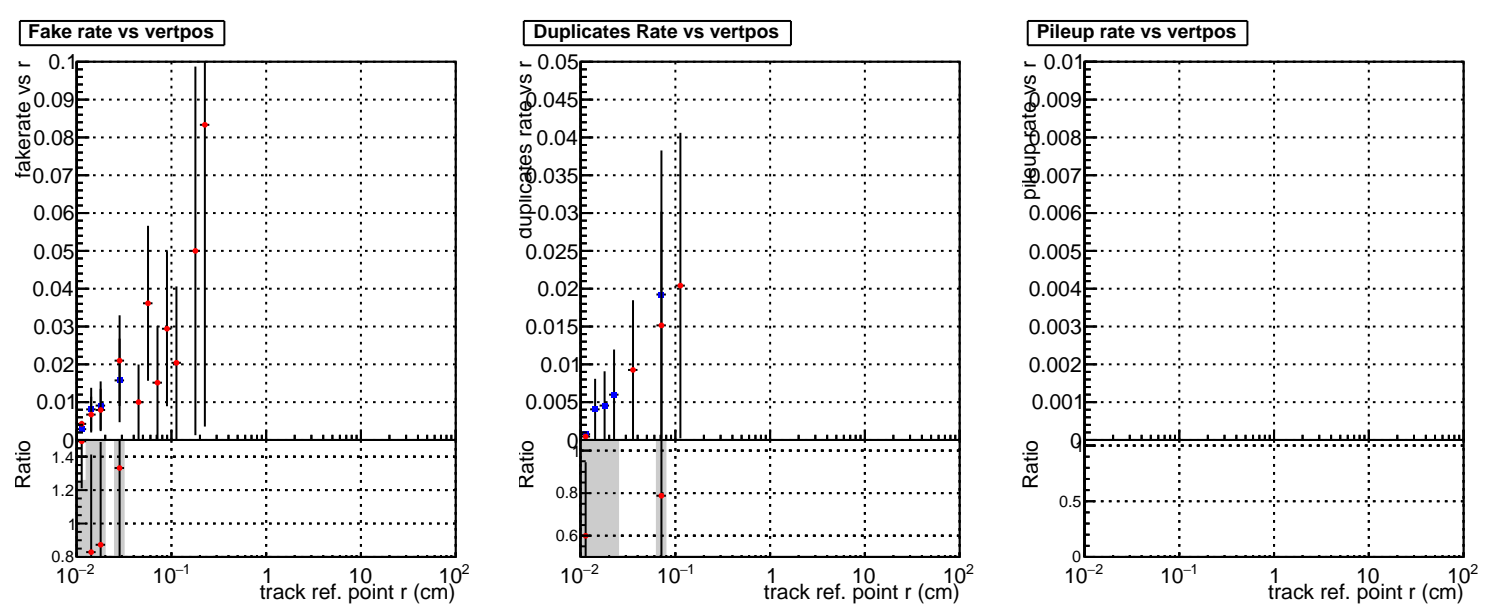 Fake rate vs vertpos
fakerate vs r
0.1
0.09
0.08
0.07
0.06
0.05
0.04
0.03
0.02
0.01
0
Ratio
1.4
1.2
1
0.8
10−2 10−1 1 10 102
track ref. point r (cm)
Duplicates Rate vs vertpos
duplicates rate vs r
0.05
0.045
0.04
0.035
0.03
0.025
0.02
0.015
0.01
0.005
0
Ratio
1
0.8
0.6
10−2 10−1 1 10 102
track ref. point r (cm)
Pileup rate vs vertpos
pileup rate vs r
0.01
0.009
0.008
0.007
0.006
0.005
0.004
0.003
0.002
0.001
0
Ratio
1
0.5
0
10−2 10−1 1 10 102
track ref. point r (cm)